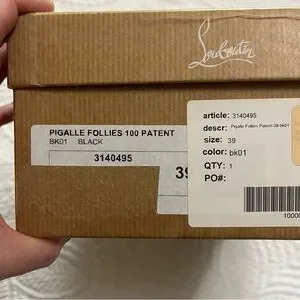 Louboutin
PIGALLE FOLLIES 100 PATENT
BK01 BLACK
3140495
39
article: 3140495
descr: Pigalle Follies Patent 39-bk01
size: 39
color: bk01
QTY: 1
PO#: